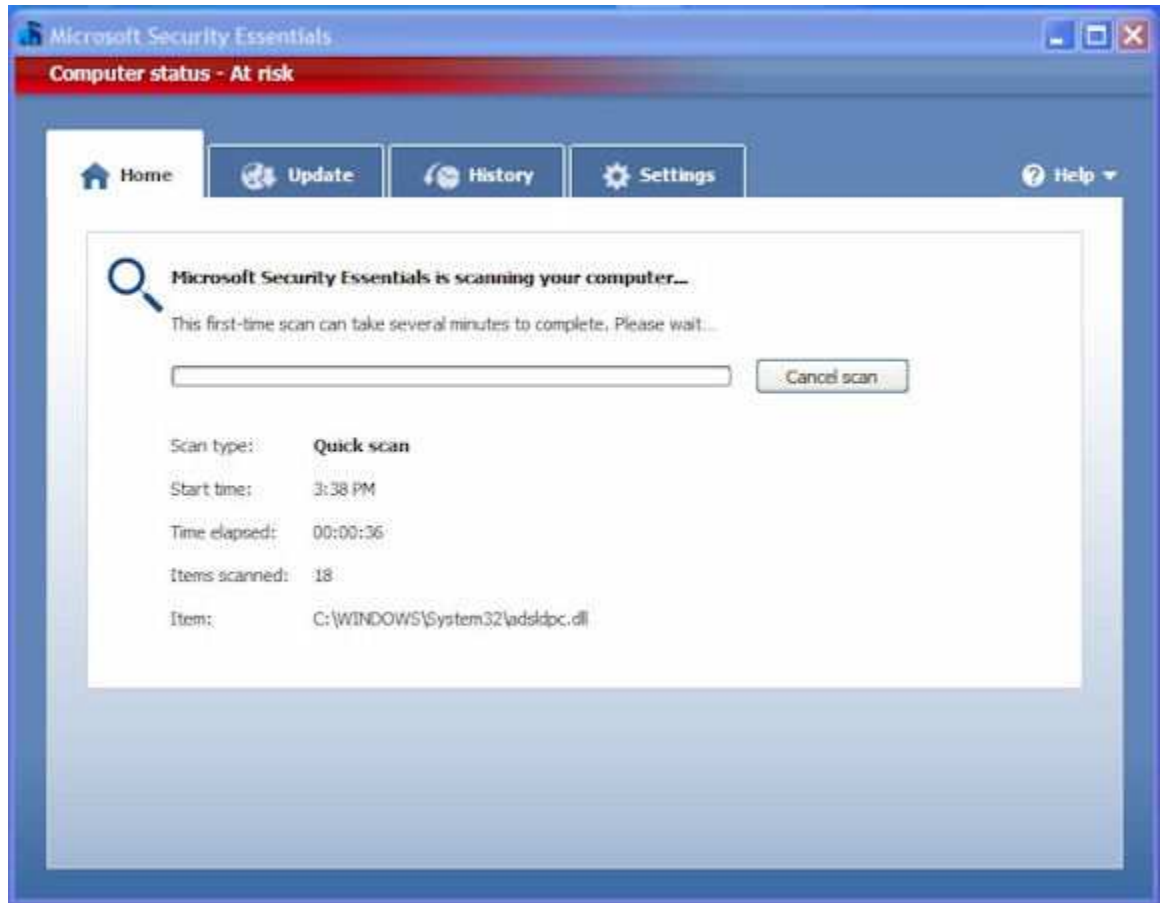 Microsoft Security Essentials
Computer status - At risk
Home Update History Settings Help
Microsoft Security Essentials is scanning your computer...
This first-time scan can take several minutes to complete. Please wait...
Cancel scan
Scan type: Quick scan
Start time: 3:38 PM
Time elapsed: 00:00:36
Items scanned: 18
Item: C:\WINDOWS\System32\adsldpc.dll